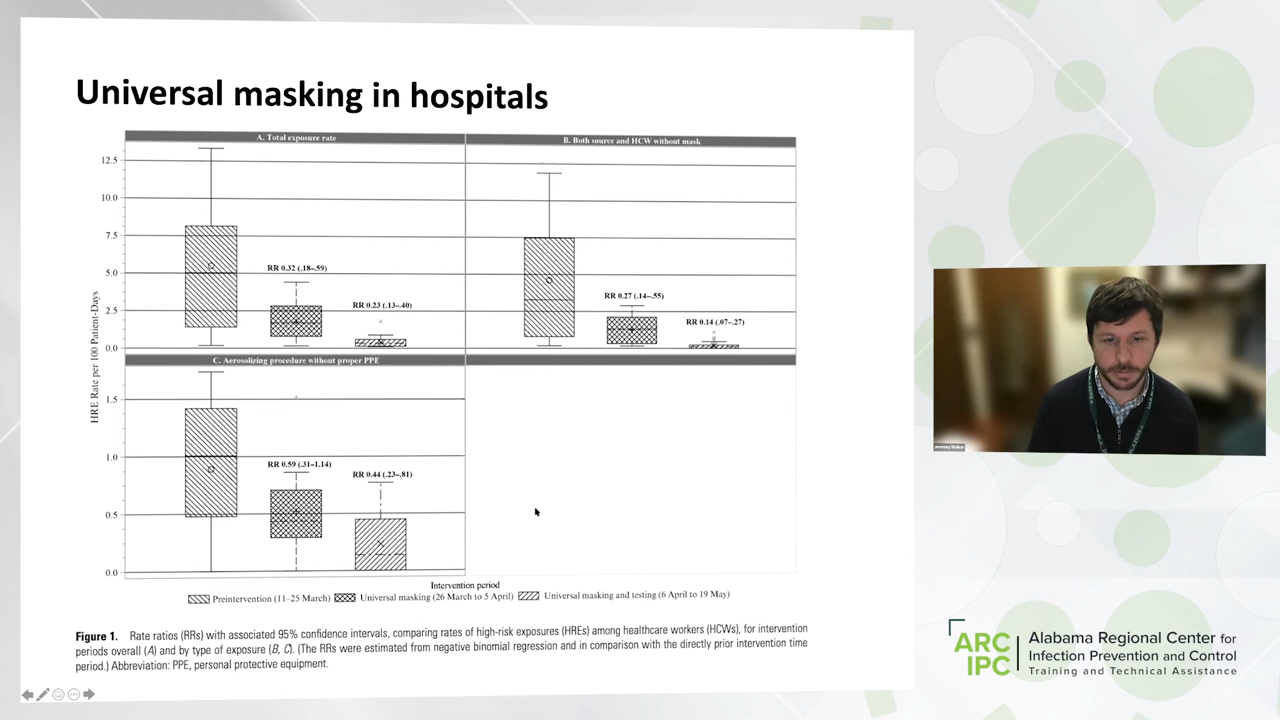 Universal masking in hospitals
A. Total exposure rate
B. Both source and HCW without mask
12.5
10.0
7.5
5.0
2.5
0.0
RR 0.32 (.18–.59)
RR 0.23 (.13–.40)
RR 0.27 (.14–.55)
RR 0.14 (.07–.27)
HRE Rate per 100 Patient-Days
C. Aerosolizing procedure without proper PPE
1.5
1.0
0.5
0.0
RR 0.59 (.31–1.14)
RR 0.44 (.23–.81)
Intervention period
Preintervention (11–25 March) Universal masking (26 March to 5 April) Universal masking and testing (6 April to 19 May)
Figure 1. Rate ratios (RRs) with associated 95% confidence intervals, comparing rates of high-risk exposures (HREs) among healthcare workers (HCWs), for intervention
periods overall (A) and by type of exposure (B, C). (The RRs were estimated from negative binomial regression and in comparison with the directly prior intervention time
period.) Abbreviation: PPE, personal protective equipment.
ARC
IPC
Alabama Regional Center for
Infection Prevention and Control
Training and Technical Assistance